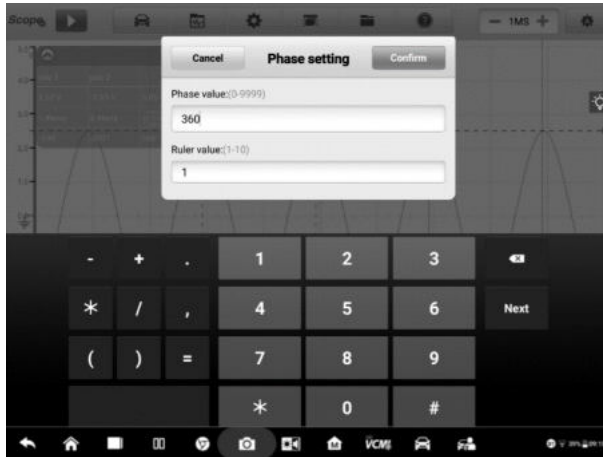 Scope
1MS
Cancel
Phase setting
Confirm
Phase value:(0-9999)
360
Ruler value:(1-10)
1
- + . 1 2 3
* / , 4 5 6 Next
( ) = 7 8 9
* 0 #
VCMI